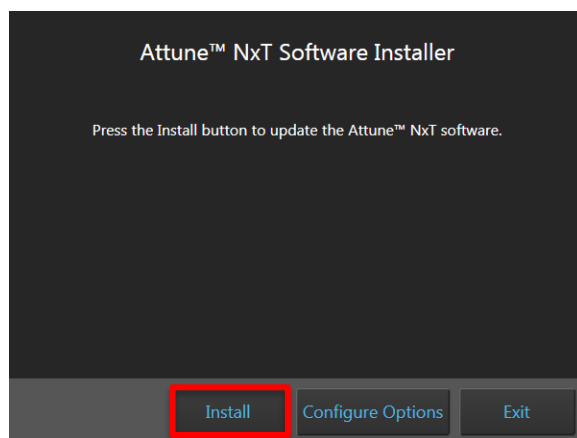 Attune™ NxT Software Installer
Press the Install button to update the Attune™ NxT software.
Install
Configure Options
Exit